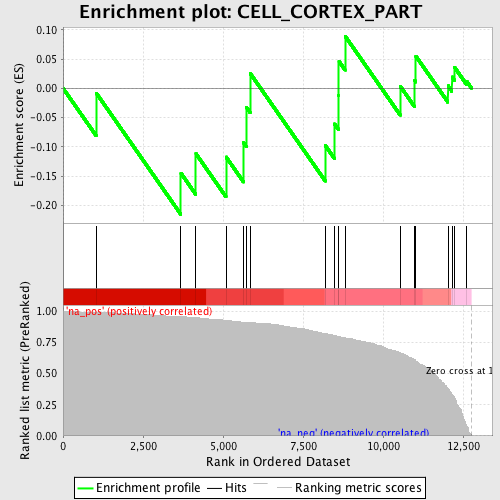 Enrichment plot: CELL_CORTEX_PART
Enrichment score (ES)
0.10
0.05
0.00
-0.05
-0.10
-0.15
-0.20
'na_pos' (positively correlated)
Ranked list metric (PreRanked)
1.00
0.75
0.50
0.25
0.00
Zero cross at 1
'na_neg' (negatively correlated)
0
2,500
5,000
7,500
10,000
12,500
Rank in Ordered Dataset
Enrichment profile
Hits
Ranking metric scores